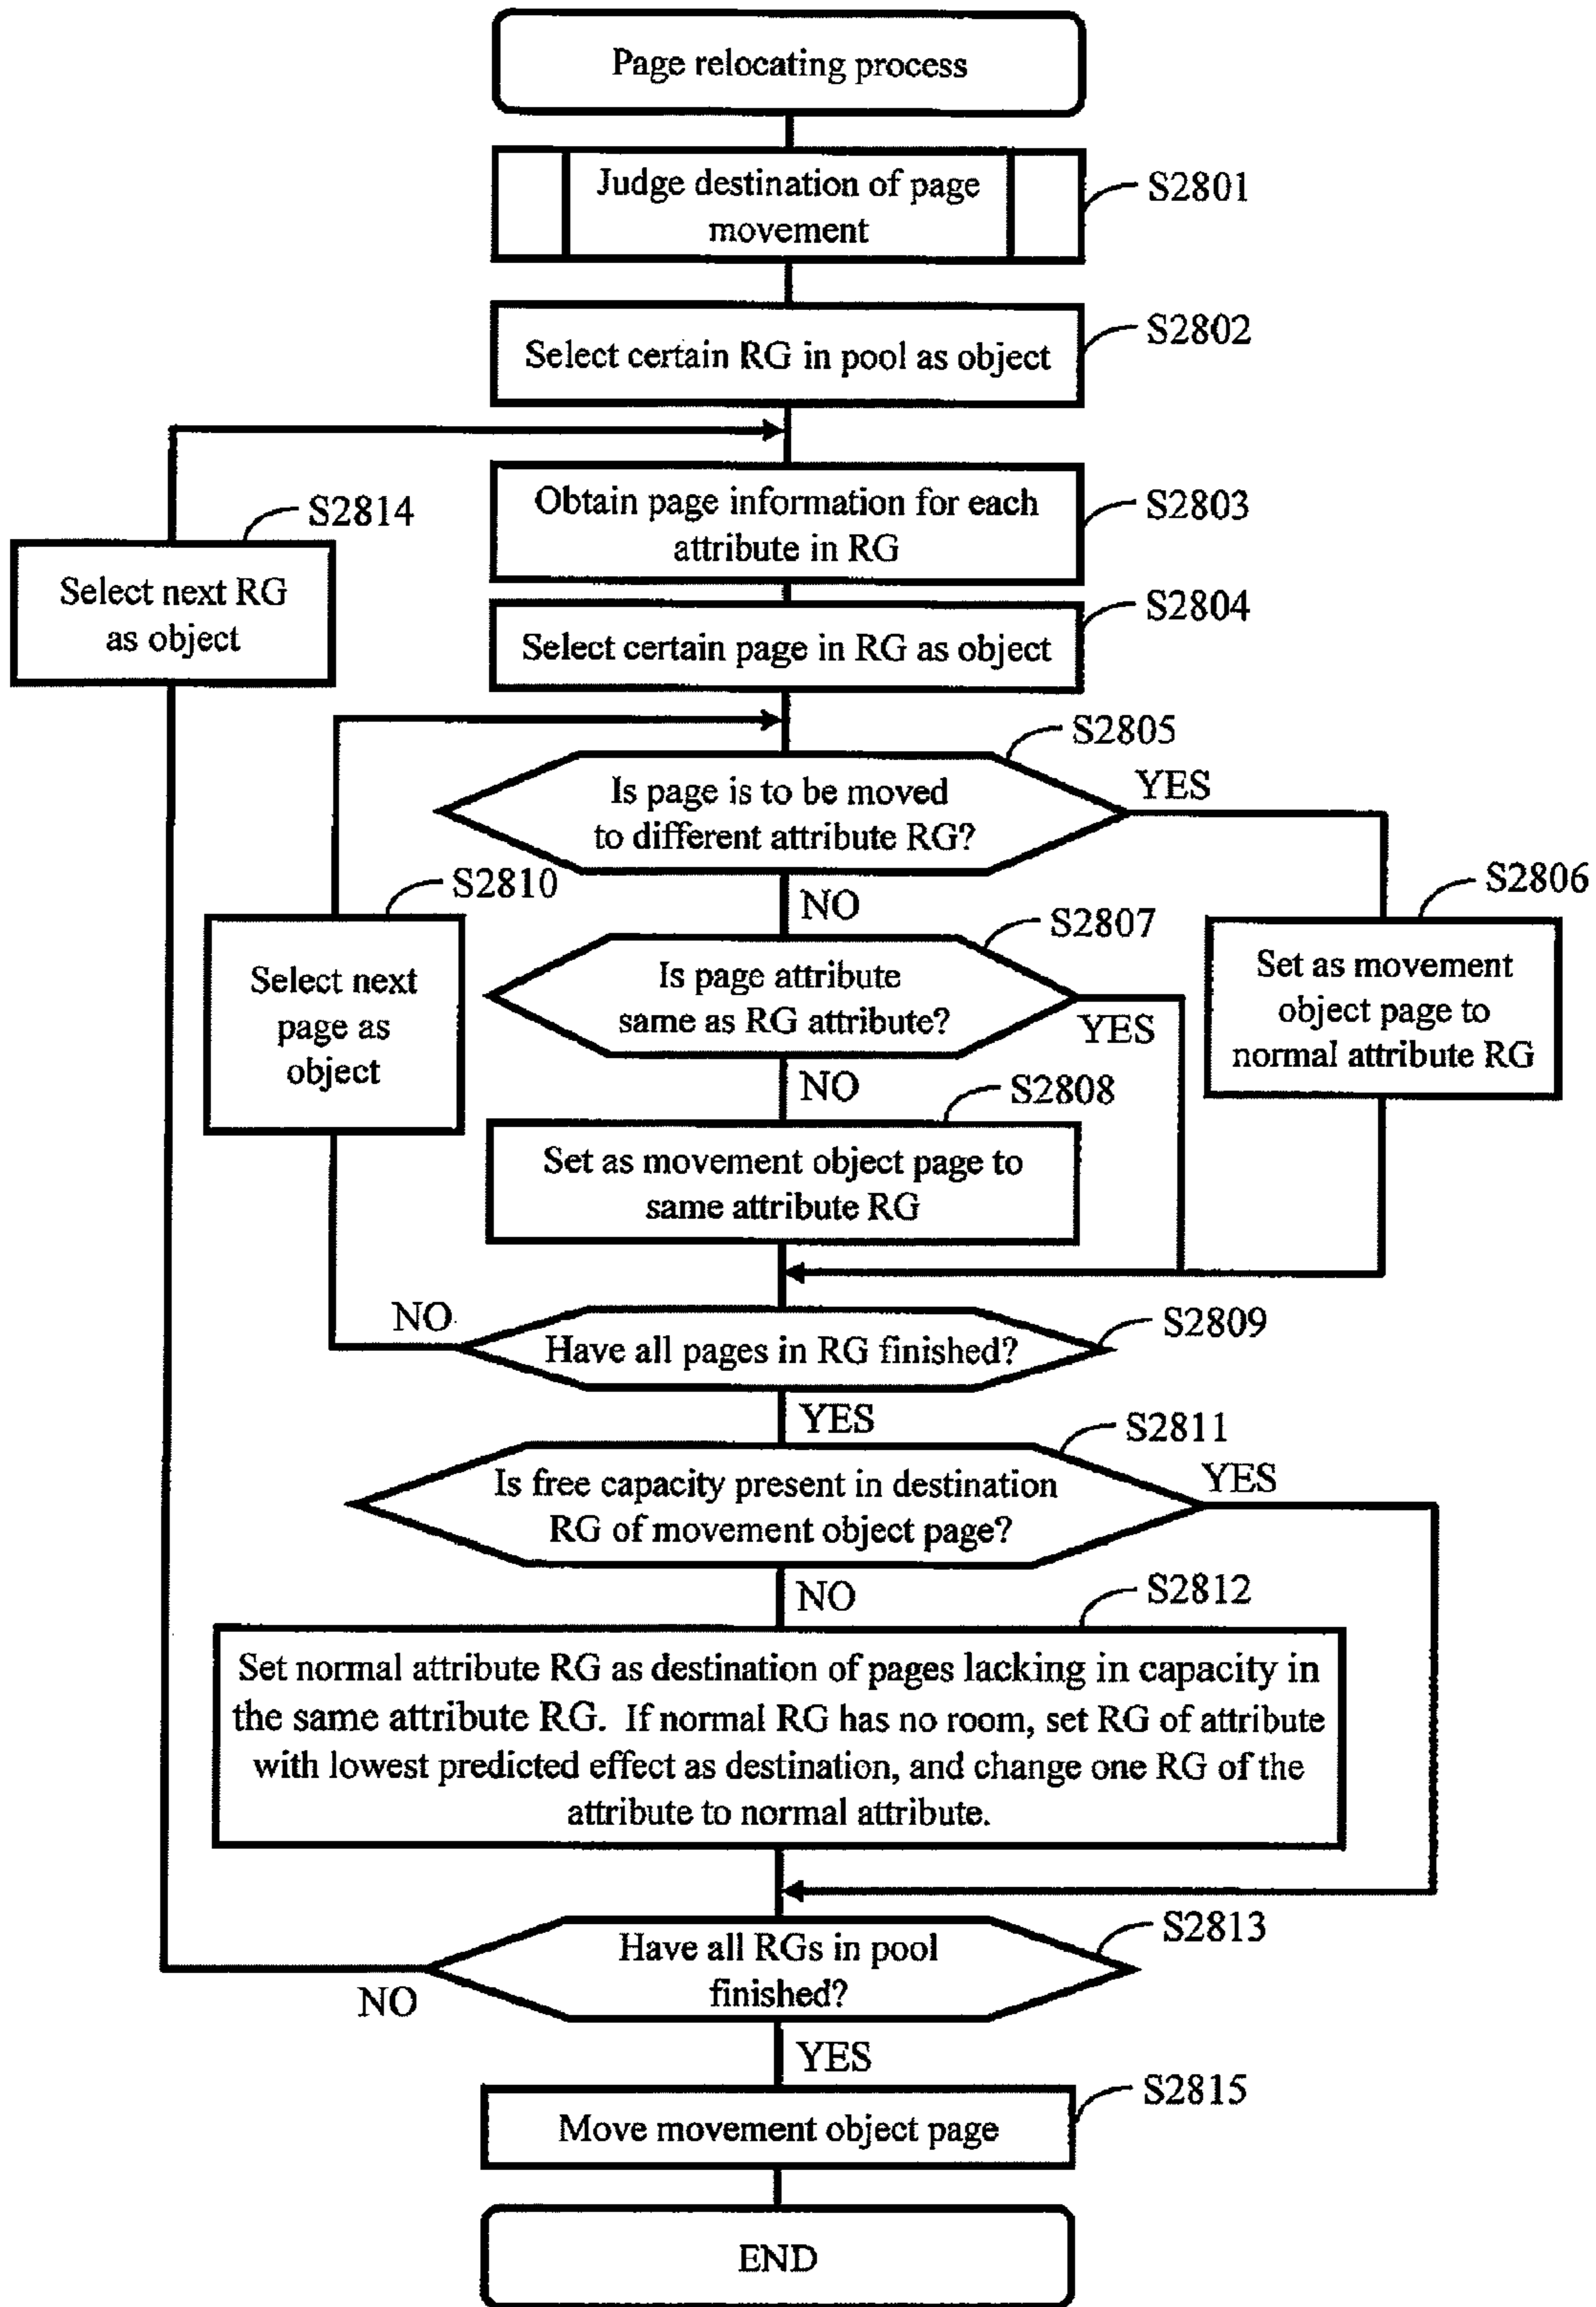 Page relocating process
Judge destination of page
movement
S2801
Select certain RG in pool as object
S2802
Obtain page information for each
attribute in RG
S2803
S2814
Select next RG
as object
Select certain page in RG as object
S2804
Is page is to be moved
to different attribute RG?
S2805
YES
NO
S2810
Select next
page as
object
S2806
Set as movement
object page to
normal attribute RG
Is page attribute
same as RG attribute?
S2807
YES
NO
S2808
Set as movement object page to
same attribute RG
NO
Have all pages in RG finished?
S2809
YES
Is free capacity present in destination
RG of movement object page?
S2811
YES
NO
S2812
Set normal attribute RG as destination of pages lacking in capacity in
the same attribute RG. If normal RG has no room, set RG of attribute
with lowest predicted effect as destination, and change one RG of the
attribute to normal attribute.
Have all RGs in pool
finished?
S2813
NO
YES
Move movement object page
S2815
END